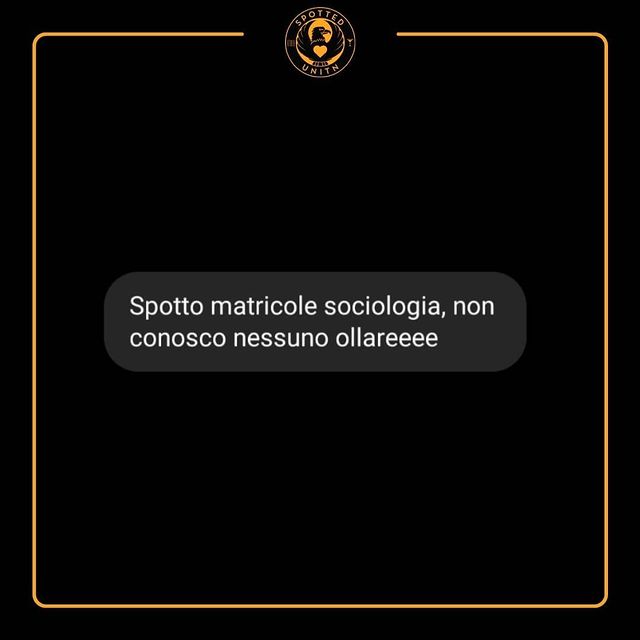 SPOTTED
UNITN
Spotto matricole sociologia, non
conosco nessuno ollareeee